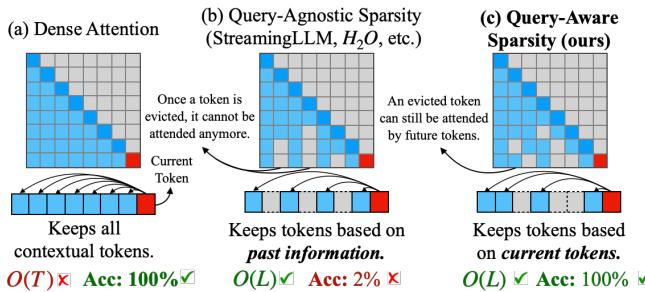 (a) Dense Attention
Current
Token
Keeps all
contextual tokens.
O(T) Acc: 100%
(b) Query-Agnostic Sparsity
(StreamingLLM, H₂O, etc.)
Once a token is
evicted, it cannot be
attended anymore.
Keeps tokens based on
past information.
O(L) Acc: 2%
(c) Query-Aware
Sparsity (ours)
An evicted token
can still be attended
by future tokens.
Keeps tokens based
on current tokens.
O(L) Acc: 100%